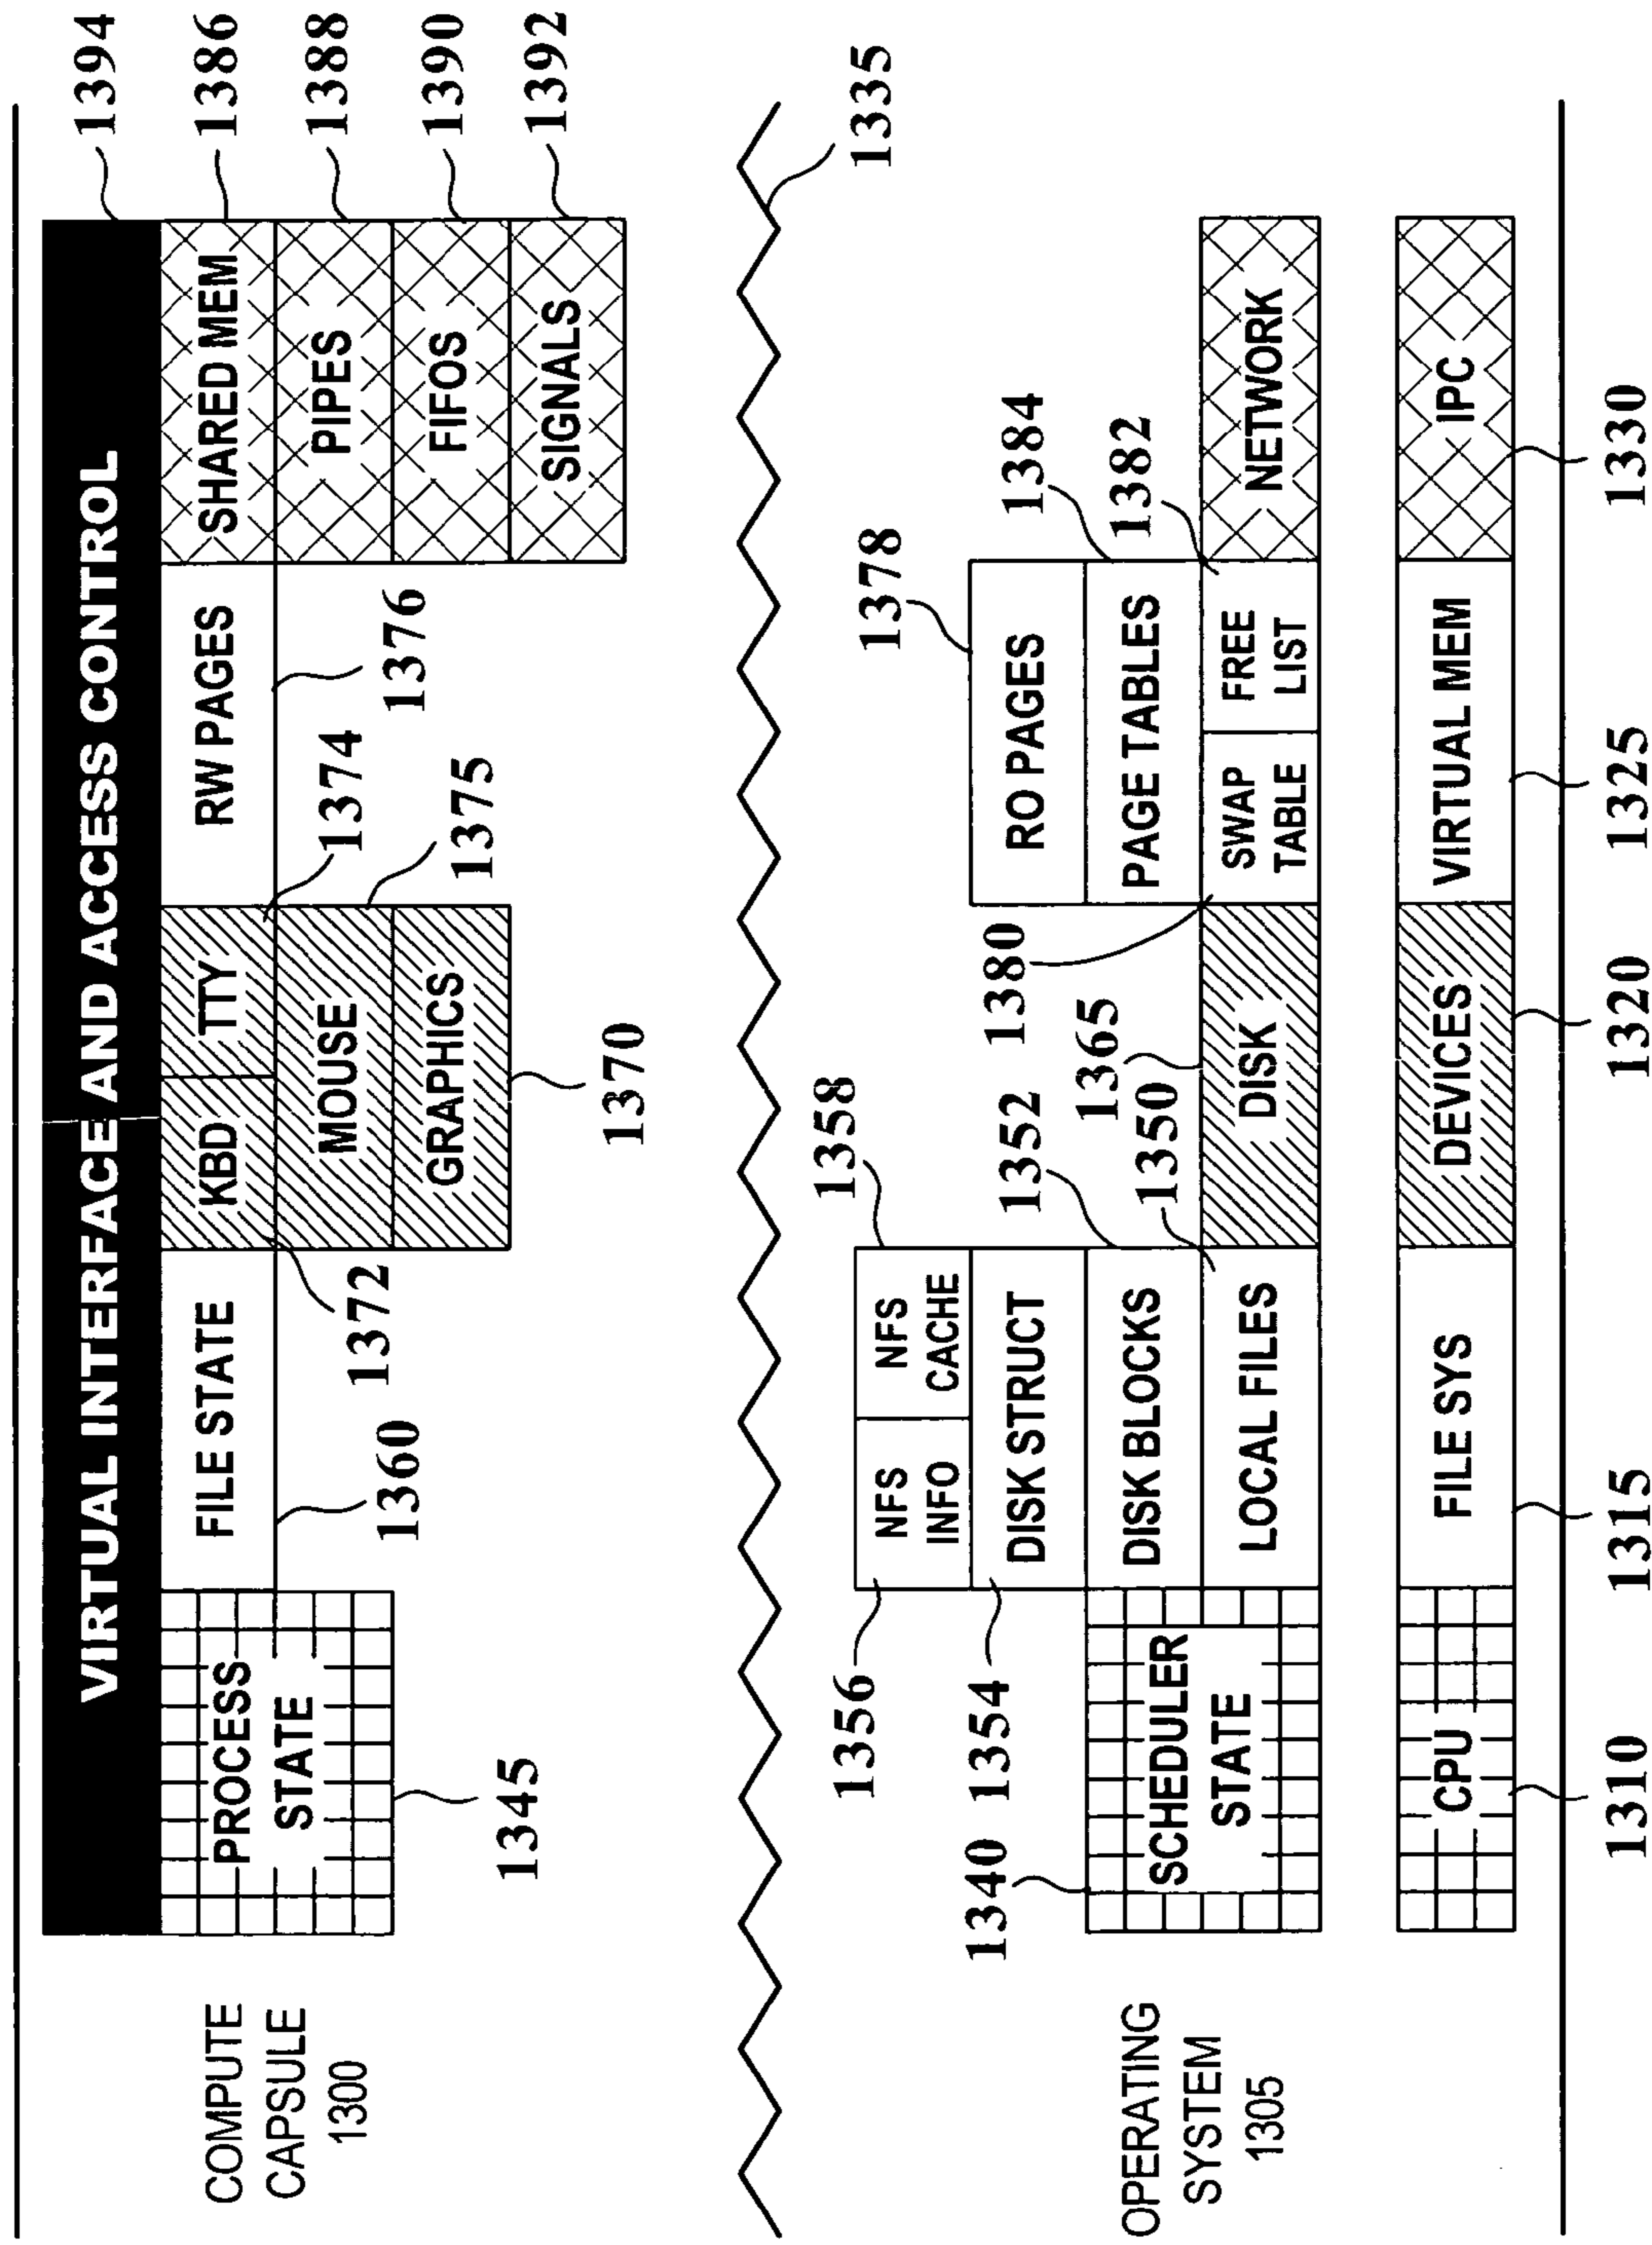 VIRTUAL INTERFACE AND ACCESS CONTROL
1394
COMPUTE
CAPSULE
1300
PROCESS
STATE
1345
FILE STATE
1360
KBD
TTY
1372
1374
MOUSE
1375
GRAPHICS
1370
RW PAGES
1376
SHARED MEM
1386
PIPES
1388
FIFOS
1390
SIGNALS
1392
1335
OPERATING
SYSTEM
1305
1340
SCHEDULER
STATE
1356
NFS
INFO
NFS
CACHE
1358
1354
DISK STRUCT
DISK BLOCKS
1352
LOCAL FILES
1350
1365
DISK
1378
RO PAGES
PAGE TABLES
1384
1380
SWAP
TABLE
FREE
LIST
1382
NETWORK
CPU
FILE SYS
DEVICES
VIRTUAL MEM
IPC
1310
1315
1320
1325
1330